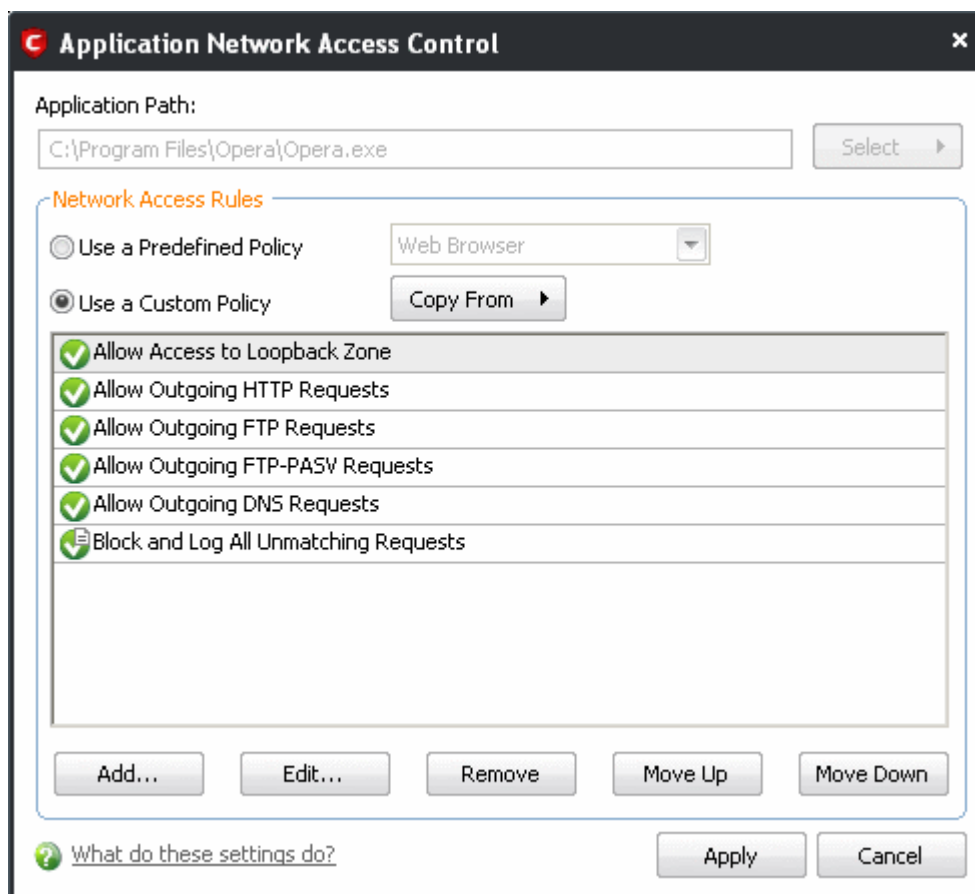 Application Network Access Control
Application Path:
C:\Program Files\Opera\Opera.exe
Select
Network Access Rules
Use a Predefined Policy
Web Browser
Use a Custom Policy
Copy From
Allow Access to Loopback Zone
Allow Outgoing HTTP Requests
Allow Outgoing FTP Requests
Allow Outgoing FTP-PASV Requests
Allow Outgoing DNS Requests
Block and Log All Unmatching Requests
Add... Edit... Remove Move Up Move Down
What do these settings do? Apply Cancel